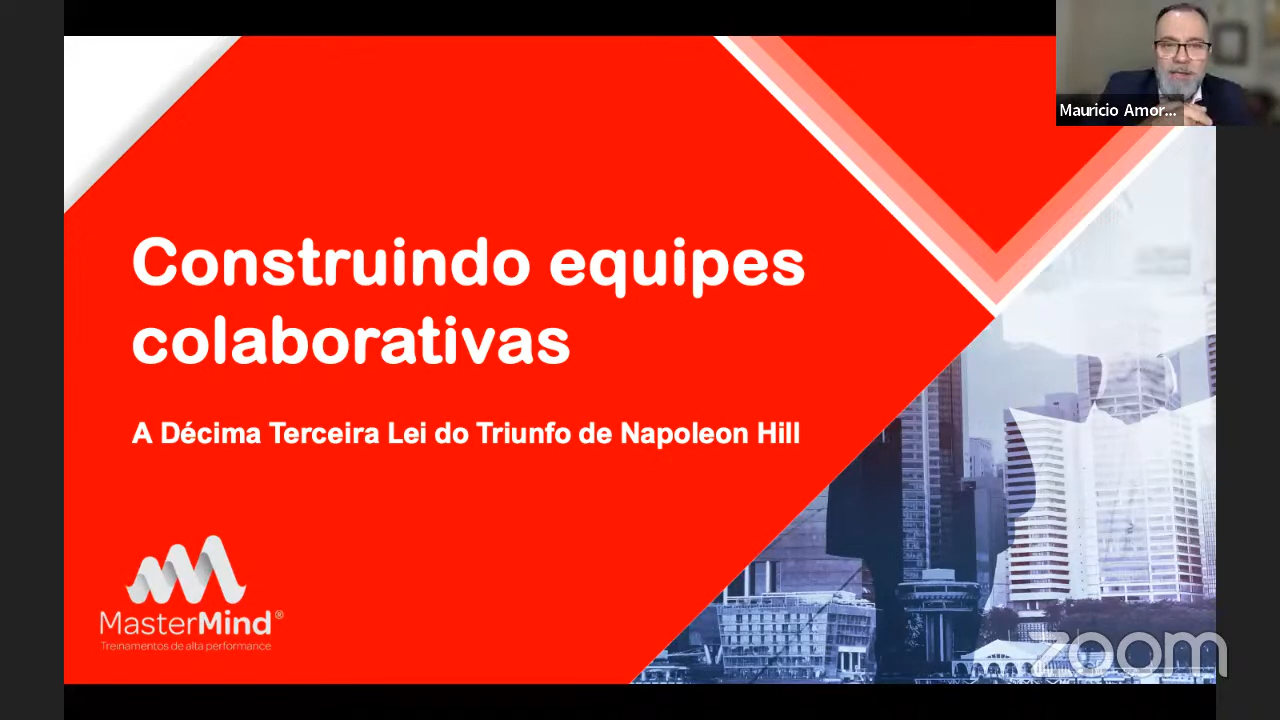 Mauricio Amor...
Construindo equipes
colaborativas
A Décima Terceira Lei do Triunfo de Napoleon Hill
MasterMind®
Treinamentos de alta performance
zoom